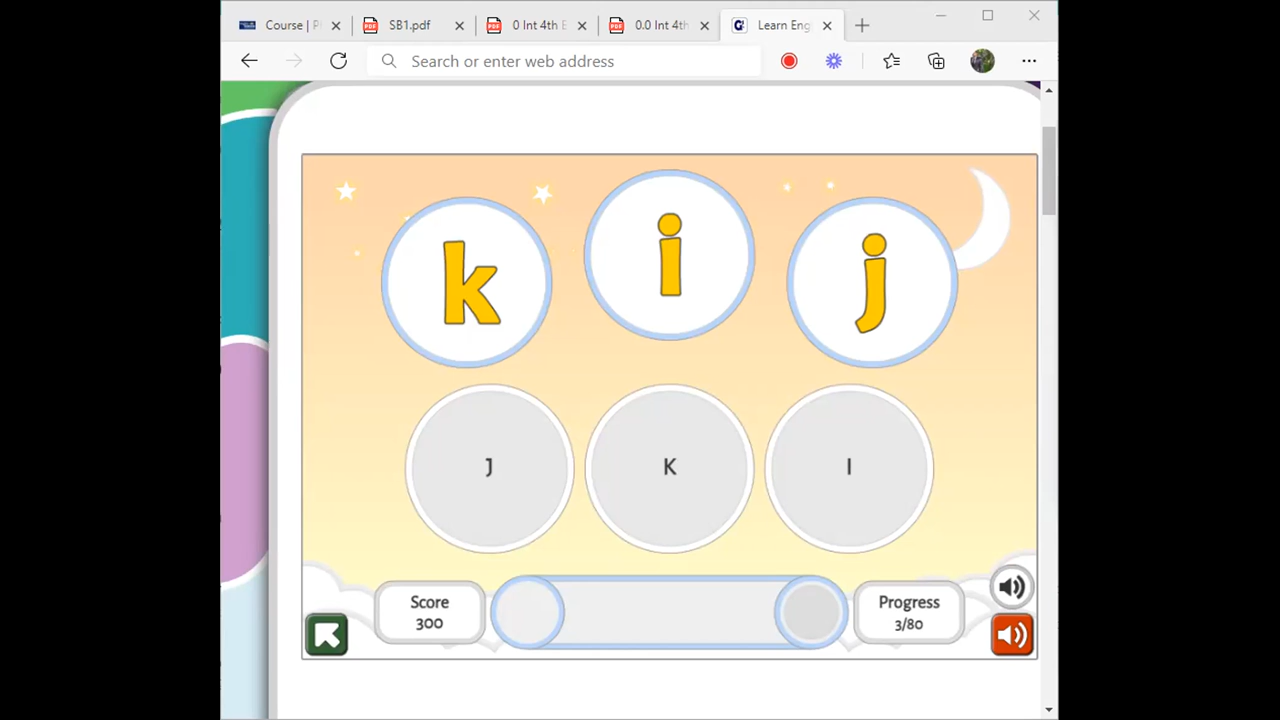 Course | P
SB1.pdf
0 Int 4th E
0.0 Int 4th
Learn Eng
Search or enter web address
k i j
J K I
Score
300
Progress
3/80